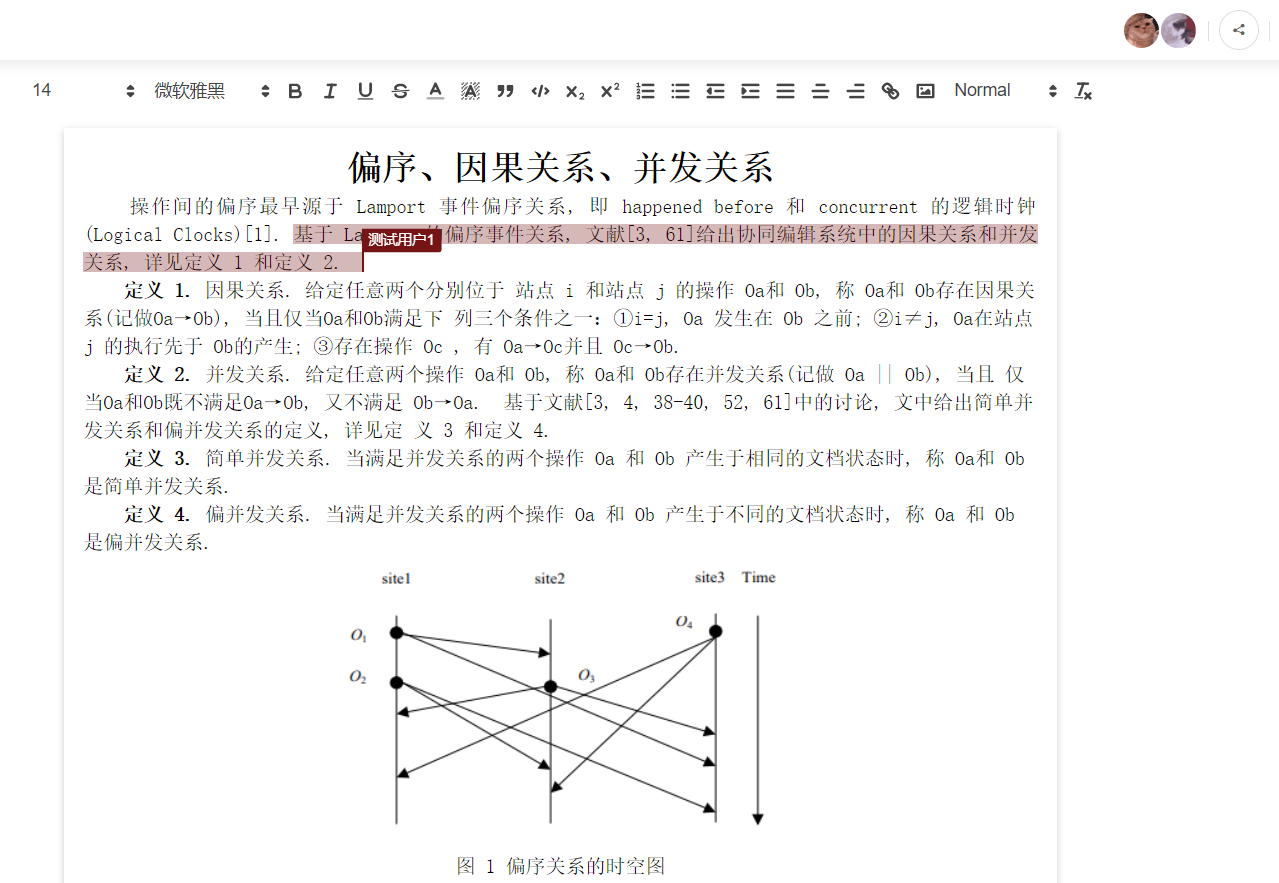 14 微软雅黑 Normal
偏序、因果关系、并发关系
操作间的偏序最早源于 Lamport 事件偏序关系, 即 happened before 和 concurrent 的逻辑时钟
(Logical Clocks)[1]. 基于 La 的偏序事件关系, 文献[3, 61]给出协同编辑系统中的因果关系和并发
测试用户1
关系, 详见定义 1 和定义 2.
定义 1. 因果关系. 给定任意两个分别位于 站点 i 和站点 j 的操作 Oa和 Ob, 称 Oa和 Ob存在因果关
系(记做Oa→Ob), 当且仅当Oa和Ob满足下 列三个条件之一: ①i=j, Oa 发生在 Ob 之前; ②i≠j, Oa在站点
j 的执行先于 Ob的产生; ③存在操作 Oc , 有 Oa→Oc并且 Oc→Ob.
定义 2. 并发关系. 给定任意两个操作 Oa和 Ob, 称 Oa和 Ob存在并发关系(记做 Oa || Ob), 当且 仅
当Oa和Ob既不满足Oa→Ob, 又不满足 Ob→Oa. 基于文献[3, 4, 38-40, 52, 61]中的讨论, 文中给出简单并
发关系和偏并发关系的定义, 详见定 义 3 和定义 4.
定义 3. 简单并发关系. 当满足并发关系的两个操作 Oa 和 Ob 产生于相同的文档状态时, 称 Oa和 Ob
是简单并发关系.
定义 4. 偏并发关系. 当满足并发关系的两个操作 Oa 和 Ob 产生于不同的文档状态时, 称 Oa 和 Ob
是偏并发关系.
site1 site2 site3 Time
O₁ O₄
O₂ O₃
图 1 偏序关系的时空图